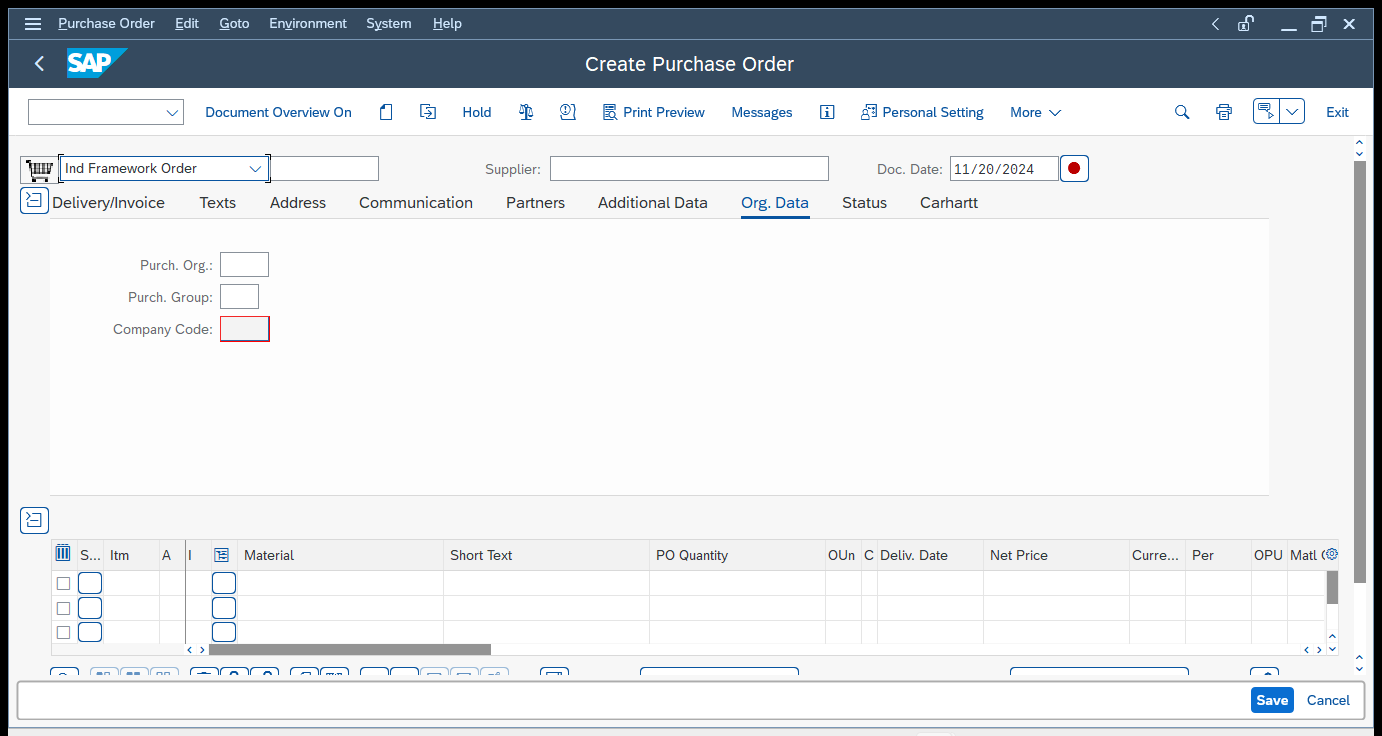 Purchase Order Edit Goto Environment System Help
SAP Create Purchase Order
Document Overview On Hold Print Preview Messages Personal Setting More Exit
Ind Framework Order Supplier: Doc. Date: 11/20/2024
Delivery/Invoice Texts Address Communication Partners Additional Data Org. Data Status Carhartt
Purch. Org.:
Purch. Group:
Company Code:
S... Itm A I Material Short Text PO Quantity OUn C Deliv. Date Net Price Curre... Per OPU Matl
Save Cancel